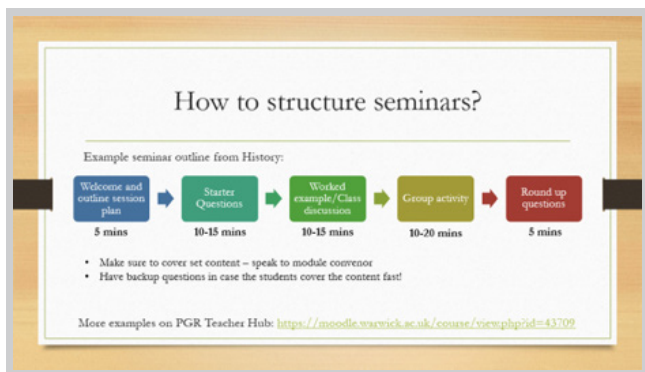 How to structure seminars?
Example seminar outline from History:
Welcome and
outline session
plan
5 mins
Starter
Questions
10-15 mins
Worked
example/Class
discussion
10-15 mins
Group activity
10-20 mins
Round up
questions
5 mins
• Make sure to cover set content – speak to module convenor
• Have backup questions in case the students cover the content fast!
More examples on PGR Teacher Hub: https://moodle.warwick.ac.uk/course/view.php?id=43709